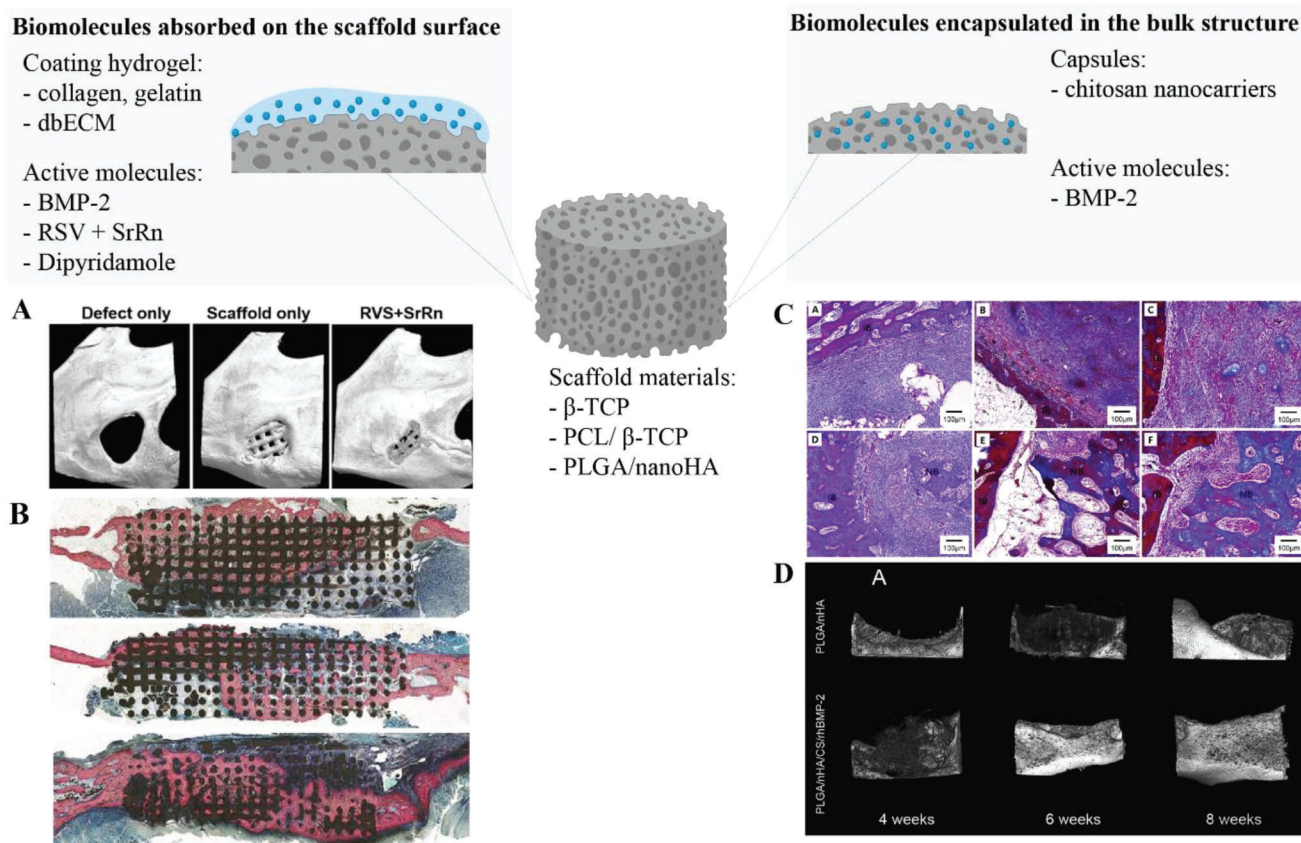 Biomolecules absorbed on the scaffold surface
Coating hydrogel:
- collagen, gelatin
- dbECM
Active molecules:
- BMP-2
- RSV + SrRn
- Dipyridamole
Biomolecules encapsulated in the bulk structure
Capsules:
- chitosan nanocarriers
Active molecules:
- BMP-2
Scaffold materials:
- β-TCP
- PCL/ β-TCP
- PLGA/nanoHA
A
Defect only
Scaffold only
RVS+SrRn
B
C
A
B
C
100µm
100µm
100µm
D
E
F
IB
NB
IB
NB
IB
NB
100µm
100µm
100µm
D
A
PLGA/nHA
PLGA/nHA/CS/rhBMP-2
4 weeks
6 weeks
8 weeks